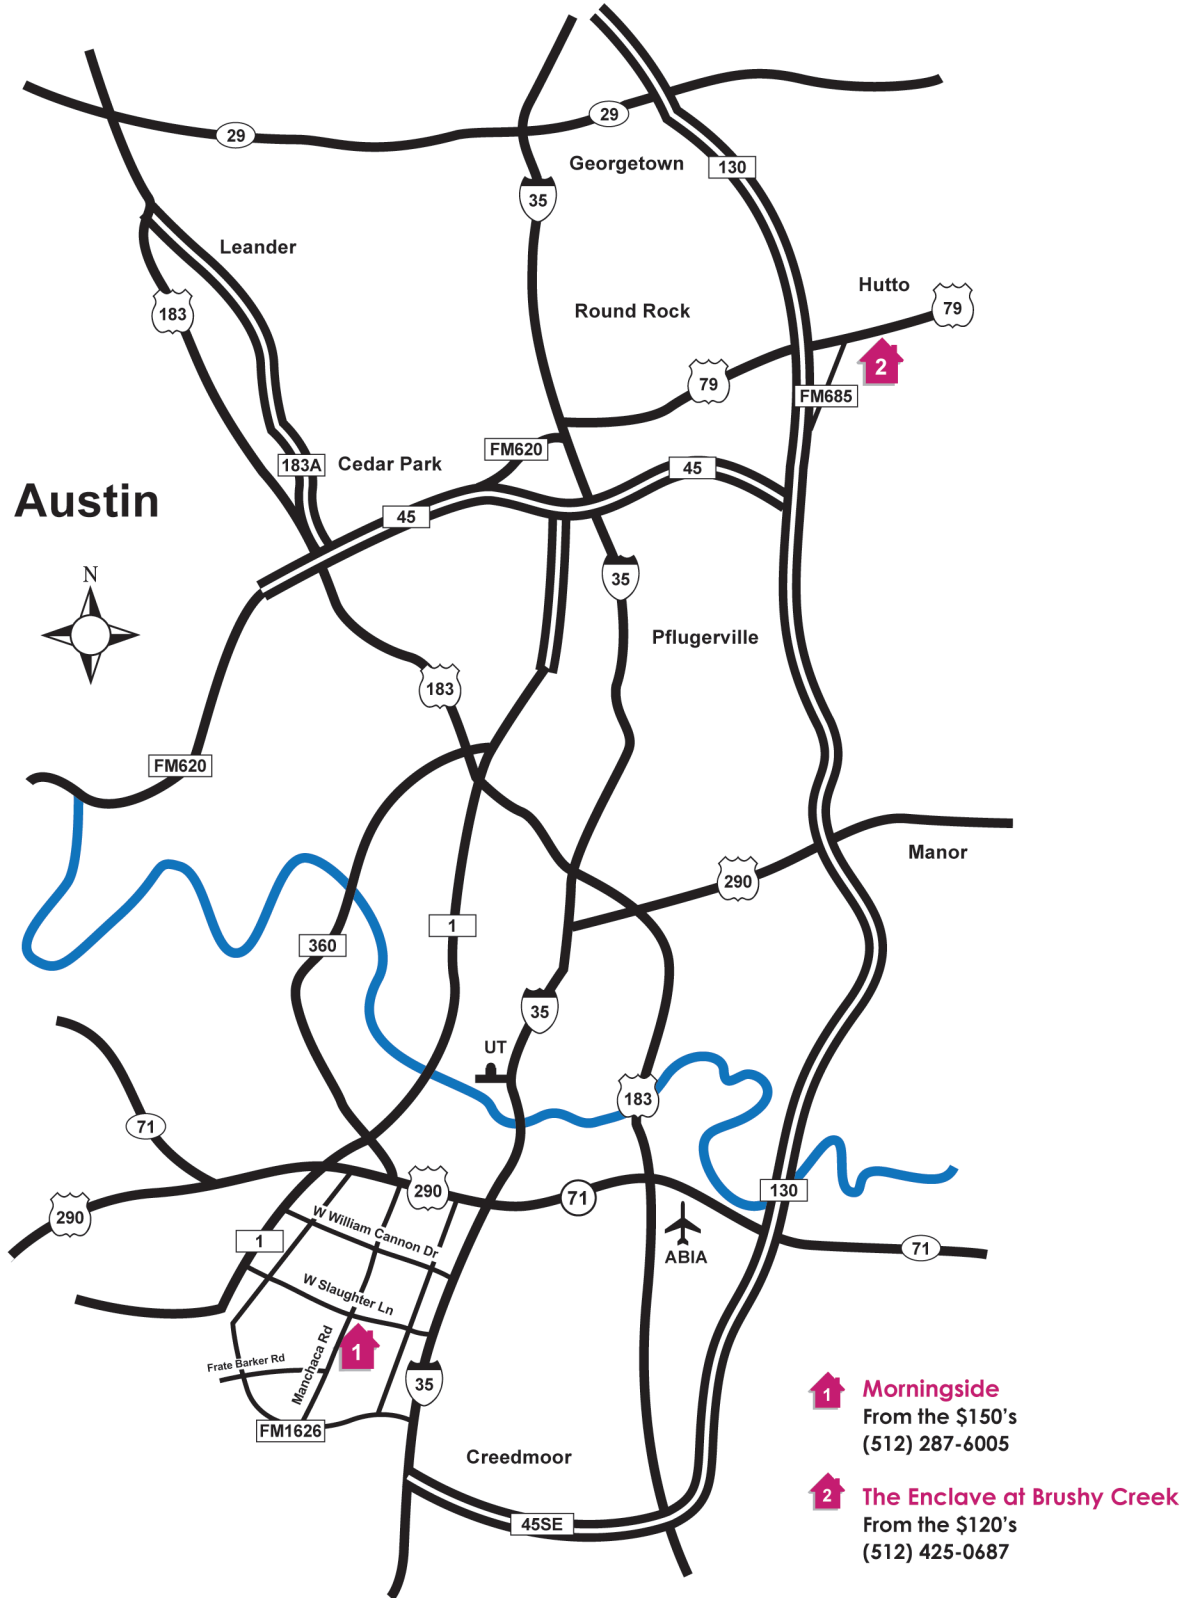 29
29
Georgetown
130
35
Leander
Hutto
79
183
Round Rock
79
FM685
2
FM620
183A
Cedar Park
45
45
Austin
N
35
Pflugerville
183
FM620
Manor
290
1
360
35
UT
183
71
290
290
71
130
1
W William Cannon Dr
ABIA
71
W Slaughter Ln
Manchaca Rd
1
Frate Barker Rd
35
FM1626
Creedmoor
45SE
1
Morningside
From the $150's
(512) 287-6005
2
The Enclave at Brushy Creek
From the $120's
(512) 425-0687